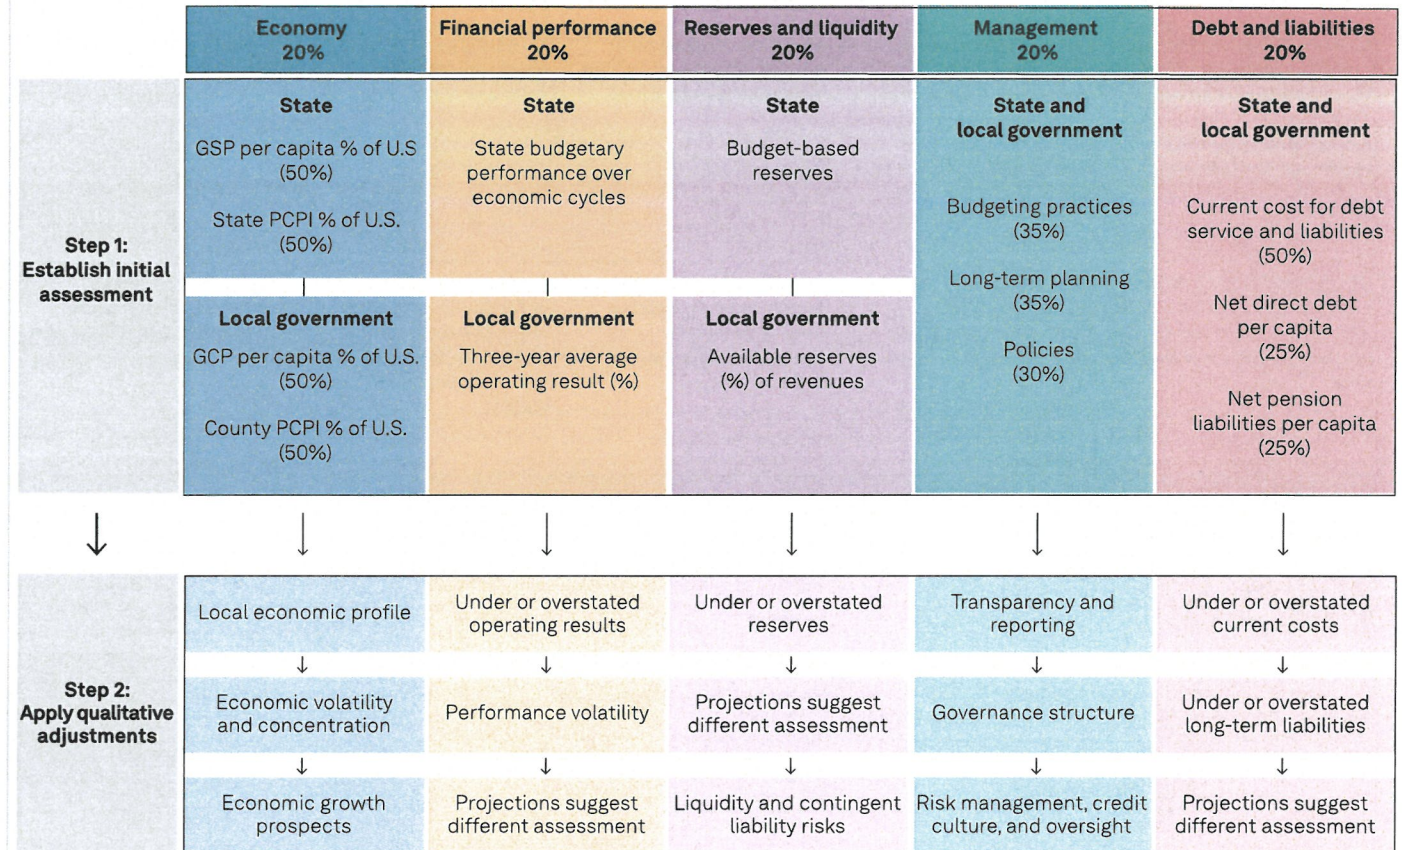 Economy
20%
Financial performance
20%
Reserves and liquidity
20%
Management
20%
Debt and liabilities
20%
Step 1:
Establish initial
assessment
State
GSP per capita % of U.S
(50%)
State PCPI % of U.S.
(50%)
Local government
GCP per capita % of U.S.
(50%)
County PCPI % of U.S.
(50%)
State
State budgetary
performance over
economic cycles
Local government
Three-year average
operating result (%)
State
Budget-based
reserves
Local government
Available reserves
(%) of revenues
State and
local government
Budgeting practices
(35%)
Long-term planning
(35%)
Policies
(30%)
State and
local government
Current cost for debt
service and liabilities
(50%)
Net direct debt
per capita
(25%)
Net pension
liabilities per capita
(25%)
Step 2:
Apply qualitative
adjustments
Local economic profile
Economic volatility
and concentration
Economic growth
prospects
Under or overstated
operating results
Performance volatility
Projections suggest
different assessment
Under or overstated
reserves
Projections suggest
different assessment
Liquidity and contingent
liability risks
Transparency and
reporting
Governance structure
Risk management, credit
culture, and oversight
Under or overstated
current costs
Under or overstated
long-term liabilities
Projections suggest
different assessment